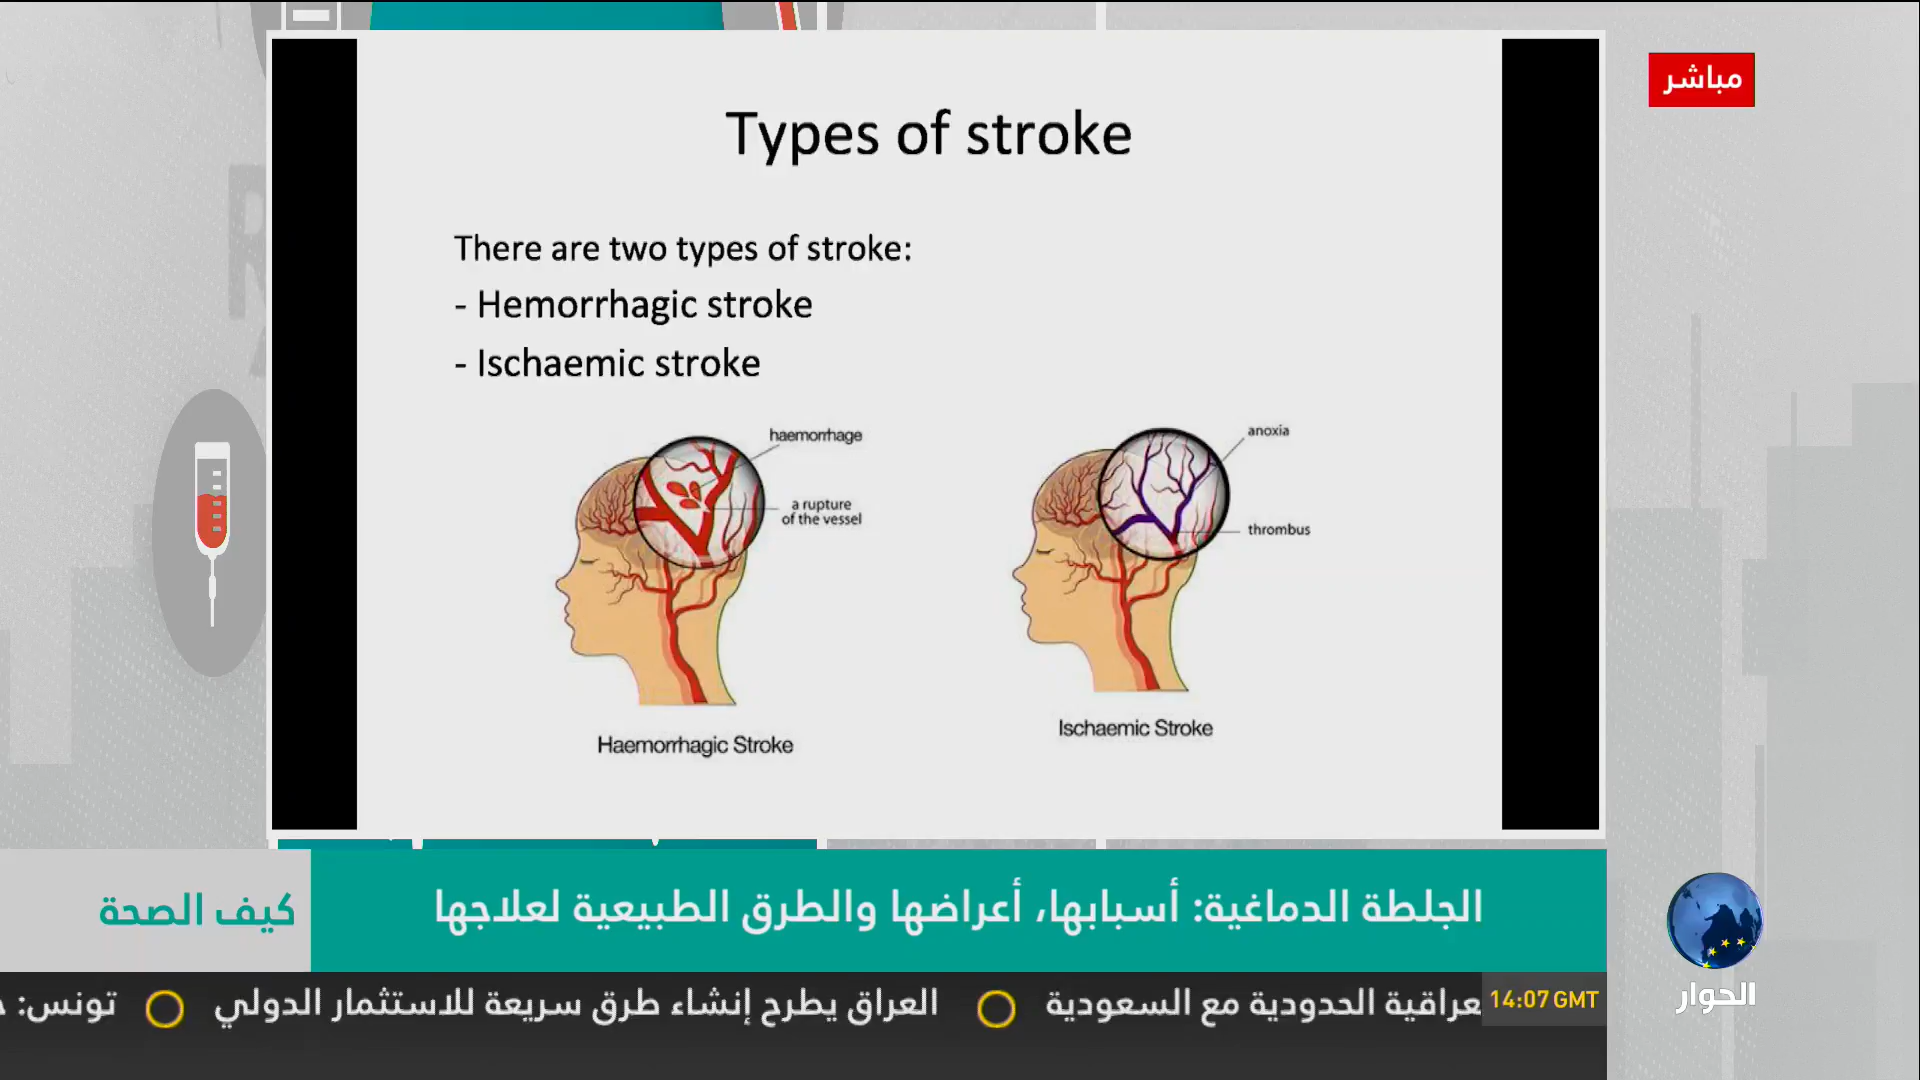 مباشر
Types of stroke
There are two types of stroke:
- Hemorrhagic stroke
- Ischaemic stroke
haemorrhage
a rupture
of the vessel
Haemorrhagic Stroke
anoxia
thrombus
Ischaemic Stroke
الجلطة الدماغية: أسبابها، أعراضها والطرق الطبيعية لعلاجها
كيف الصحة
14:07 GMT
الحدودية مع السعودية
العراق يطرح إنشاء طرق سريعة للاستثمار الدولي
تونس:
الحوار